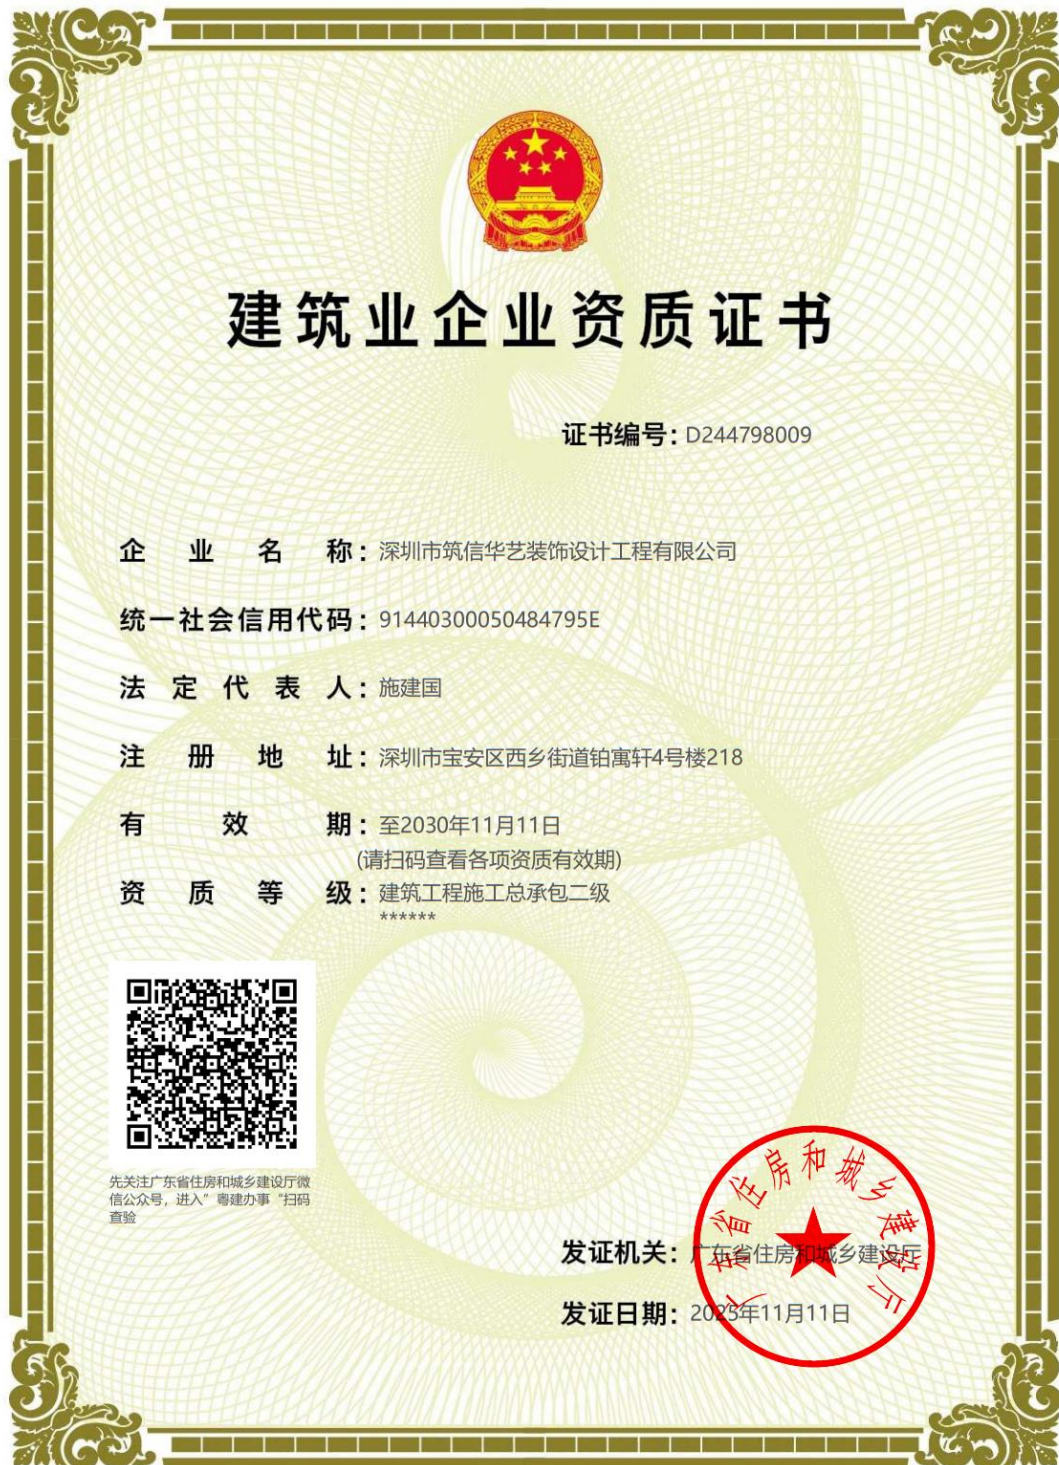 建筑业企业资质证书
证书编号：D244798009
企业名称：深圳市筑信华艺装饰设计工程有限公司
统一社会信用代码：91440300050484795E
法定代表人：施建国
注册地址：深圳市宝安区西乡街道铂寓轩4号楼218
有效期：至2030年11月11日
(请扫码查看各项资质有效期)
资质等级：建筑工程施工总承包二级
******
先关注广东省住房和城乡建设厅微
信公众号，进入”粤建办事“扫码
查验
广东省住房和城乡建设厅
发证机关：广东省住房和城乡建设厅
发证日期：2025年11月11日